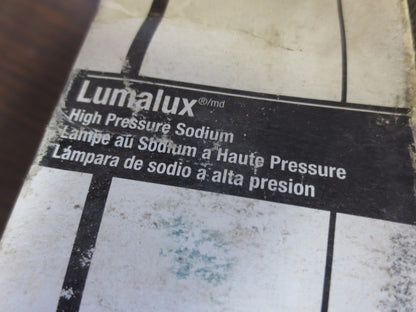 Lumalux®/md
High Pressure Sodium
Lampe au Sodium a Haute Pressure
Lámpara de sodio a alta presion